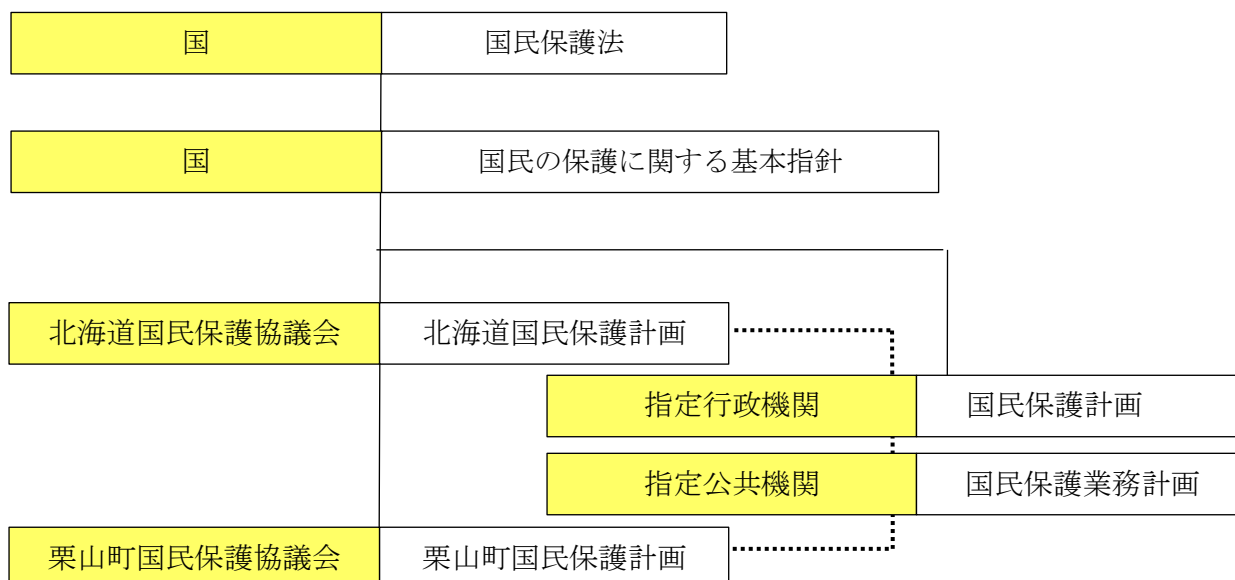 国 国民保護法
国 国民の保護に関する基本指針
北海道国民保護協議会 北海道国民保護計画
指定行政機関 国民保護計画
指定公共機関 国民保護業務計画
栗山町国民保護協議会 栗山町国民保護計画